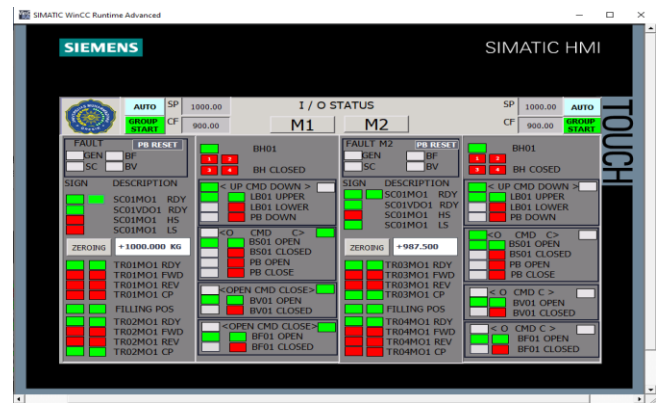 SIMATIC WinCC Runtime Advanced
SIEMENS
SIMATIC HMI
TOUCH
AUTO SP 1000.00
GROUP START CF 900.00
I / O STATUS
M1 M2
SP 1000.00 AUTO
CF 900.00 GROUP START
FAULT PB RESET
GEN BF
SC BV
SIGN DESCRIPTION
SC01MO1 RDY
SC01VDO1 RDY
SC01MO1 HS
SC01MO1 LS
ZEROING +1000.000 KG
TR01MO1 RDY
TR01MO1 FWD
TR01MO1 REV
TR01MO1 CP
FILLING POS
TR02MO1 RDY
TR02MO1 FWD
TR02MO1 REV
TR02MO1 CP
BH01
1 2
3 4 BH CLOSED
< UP CMD DOWN >
LB01 UPPER
LB01 LOWER
PB DOWN
<O CMD C>
BS01 OPEN
BS01 CLOSED
PB OPEN
PB CLOSE
<OPEN CMD CLOSE>
BV01 OPEN
BV01 CLOSED
<OPEN CMD CLOSE>
BF01 OPEN
BF01 CLOSED
FAULT M2 PB RESET
GEN BF
SC BV
SIGN DESCRIPTION
SC01MO1 RDY
SC01VDO1 RDY
SC01MO1 HS
SC01MO1 LS
ZEROING +987.500
TR03MO1 RDY
TR03MO1 FWD
TR03MO1 REV
TR03MO1 CP
FILLING POS
TR04MO1 RDY
TR04MO1 FWD
TR04MO1 REV
TR04MO1 CP
BH01
1 2
3 4 BH COSED
< UP CMD DOWN >
LB01 UPPER
LB01 LOWER
PB DOWN
<O CMD C>
BS01 OPEN
BS01 CLOSED
PB OPEN
PB CLOSE
< O CMD C >
BV01 OPEN
BV01 CLOSED
< O CMD C >
BF01 OPEN
BF01 CLOSED